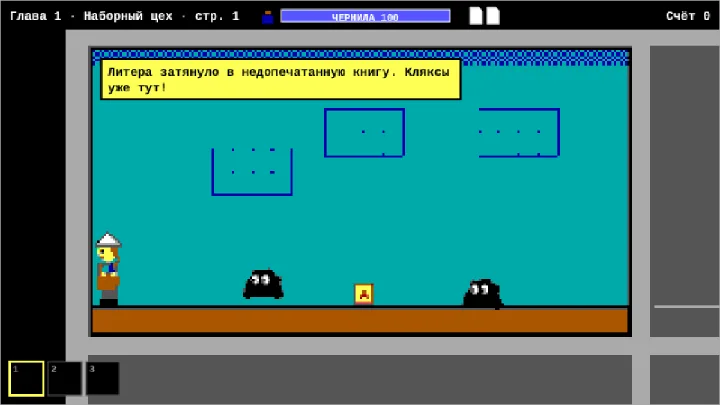 Глава 1 · Наборный цех · стр. 1
ЧЕРНИЛА 100
Счёт 0
Литера затянуло в недопечатанную книгу. Кляксы
уже тут!
А
1 2 3